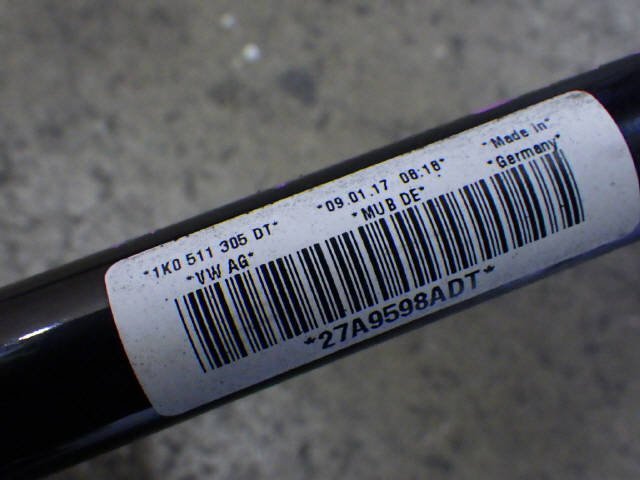 *1K0 511 305 DT* *09.01.17 08:18* *Made in*
*VW AG* *MUB DE* *Germany*
*27A9598ADT*